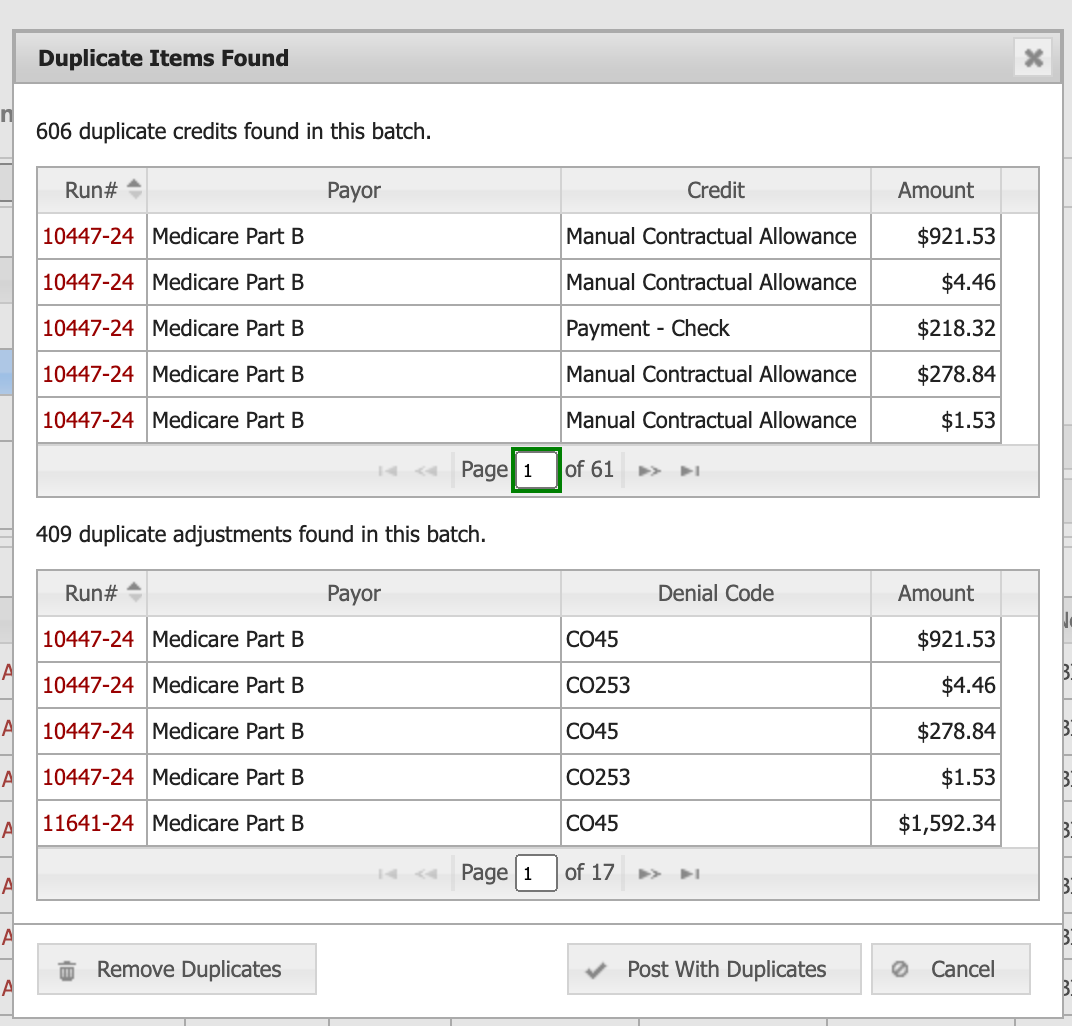 Duplicate Items Found
606 duplicate credits found in this batch.
Run# Payor Credit Amount
10447-24 Medicare Part B Manual Contractual Allowance $921.53
10447-24 Medicare Part B Manual Contractual Allowance $4.46
10447-24 Medicare Part B Payment - Check $218.32
10447-24 Medicare Part B Manual Contractual Allowance $278.84
10447-24 Medicare Part B Manual Contractual Allowance $1.53
Page 1 of 61
409 duplicate adjustments found in this batch.
Run# Payor Denial Code Amount
10447-24 Medicare Part B CO45 $921.53
10447-24 Medicare Part B CO253 $4.46
10447-24 Medicare Part B CO45 $278.84
10447-24 Medicare Part B CO253 $1.53
11641-24 Medicare Part B CO45 $1,592.34
Page 1 of 17
Remove Duplicates Post With Duplicates Cancel